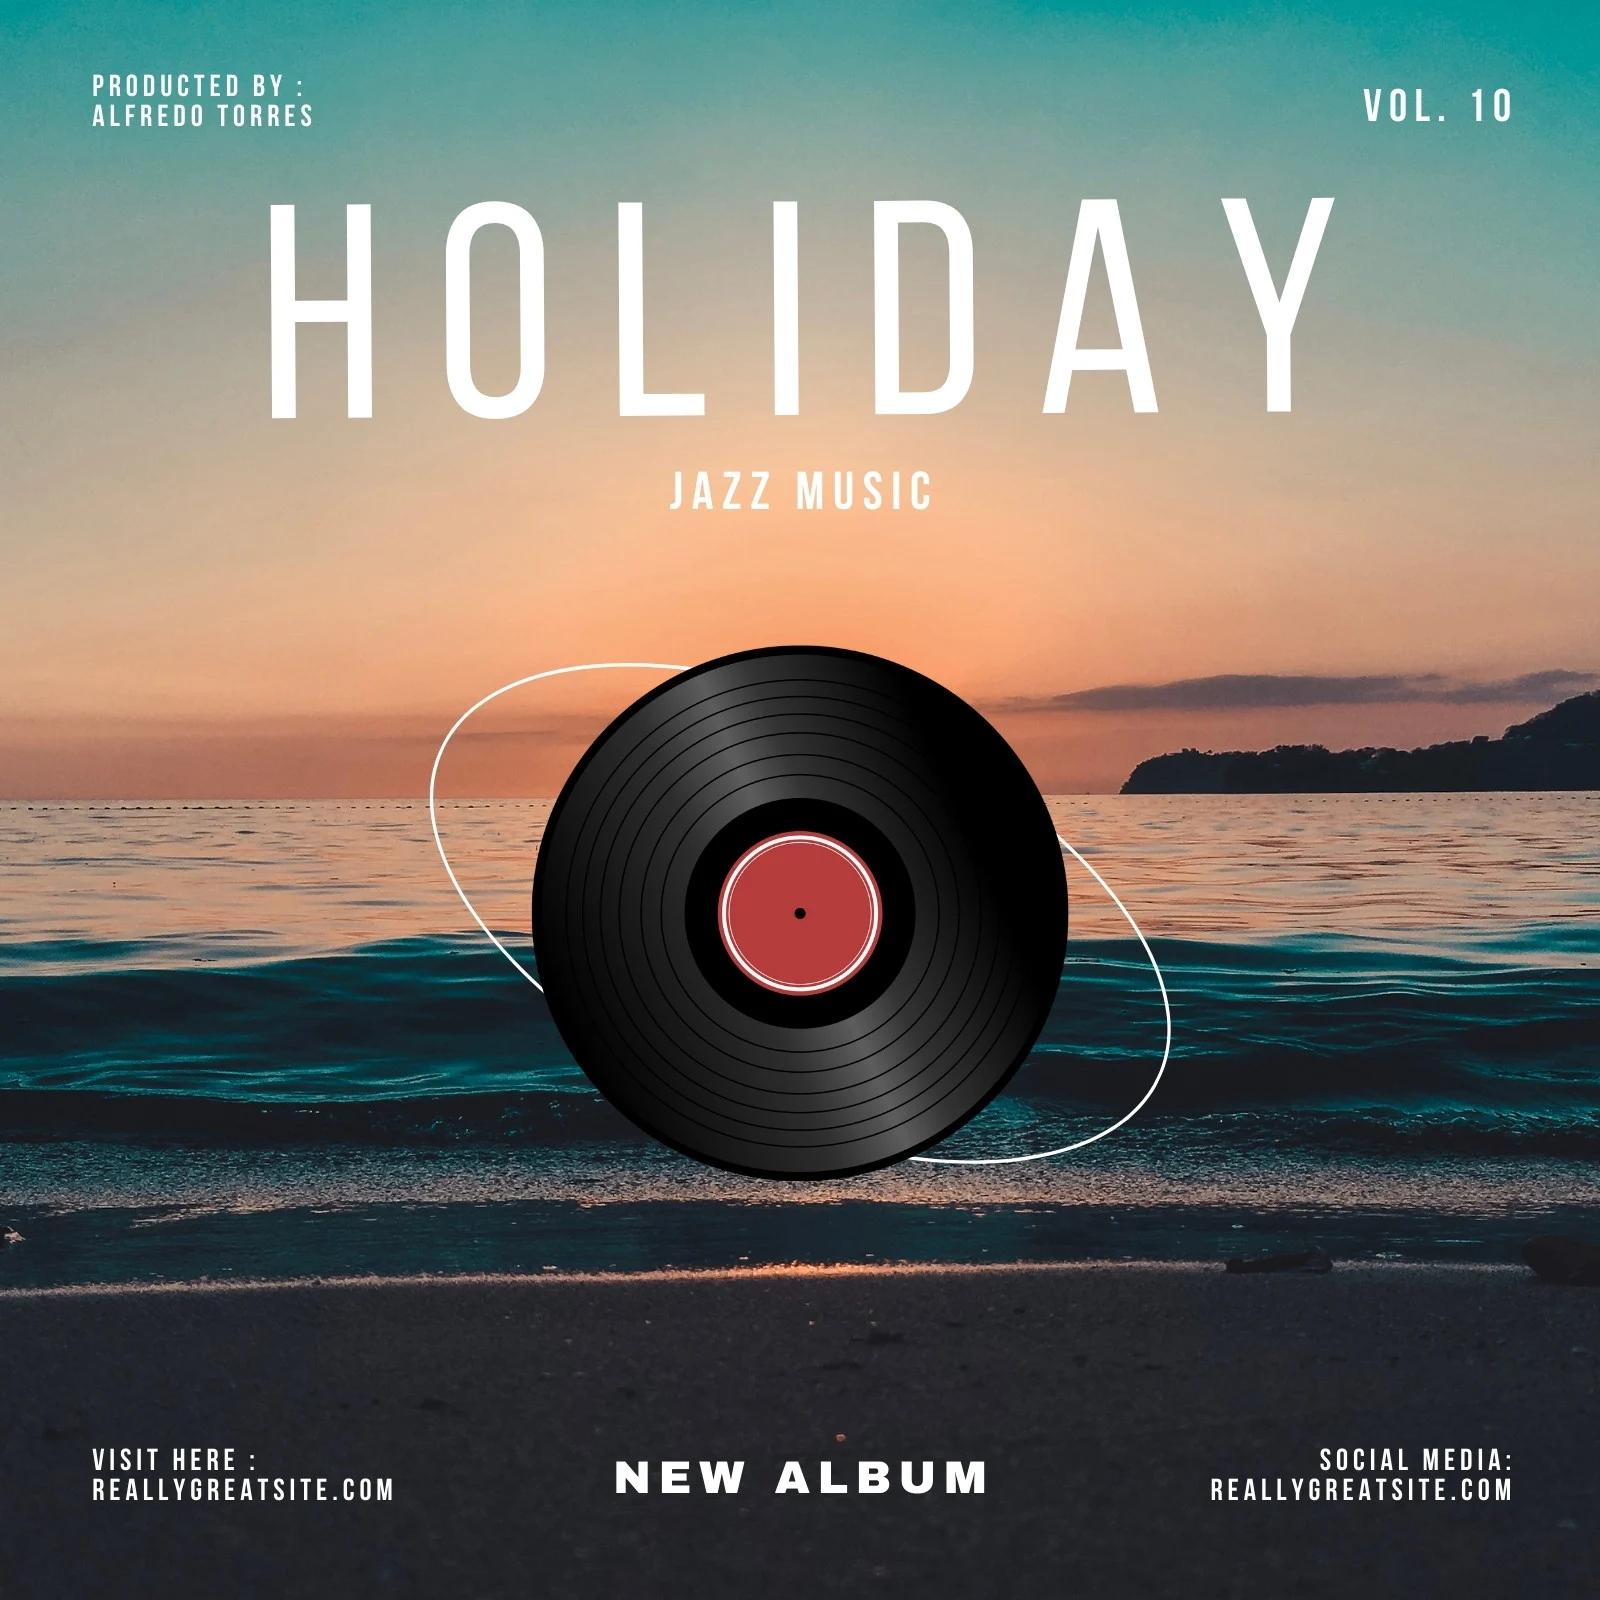 PRODUCTED BY :
ALFREDO TORRES
VOL. 10
HOLIDAY
JAZZ MUSIC
VISIT HERE :
REALLYGREATSITE.COM
NEW ALBUM
SOCIAL MEDIA:
REALLYGREATSITE.COM